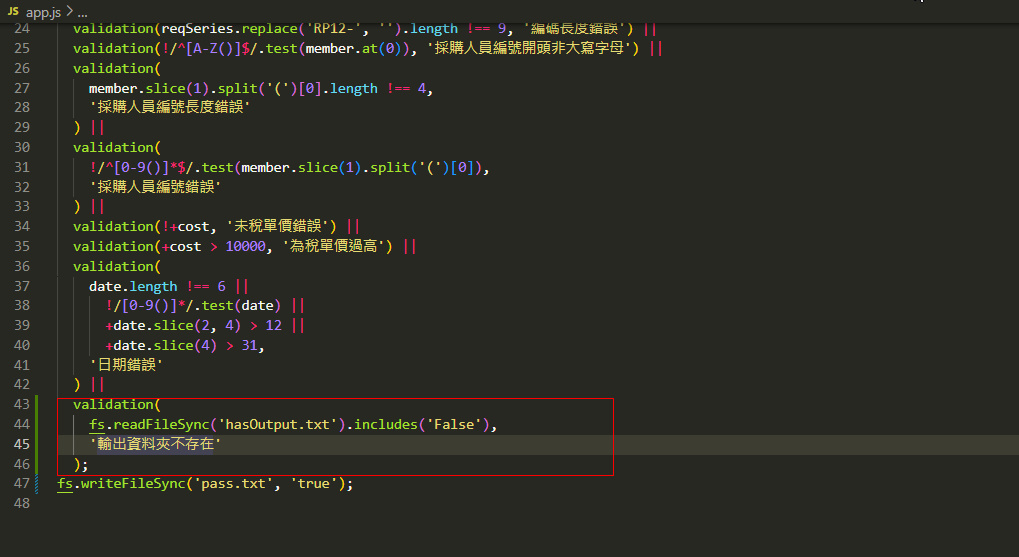 JS app.js > ...
24 validation(reqSeries.replace('RP12-', '').length !== 9, '編碼長度錯誤') ||
25 validation(!/^[A-Z()]$/.test(member.at(0)), '採購人員編號開頭非大寫字母') ||
26 validation(
27 member.slice(1).split('(')[0].length !== 4,
28 '採購人員編號長度錯誤'
29 ) ||
30 validation(
31 !/^[0-9()]*$/.test(member.slice(1).split('(')[0]),
32 '採購人員編號錯誤'
33 ) ||
34 validation(!+cost, '未稅單價錯誤') ||
35 validation(+cost > 10000, '為稅單價過高') ||
36 validation(
37 date.length !== 6 ||
38 !/[0-9()]*/.test(date) ||
39 +date.slice(2, 4) > 12 ||
40 +date.slice(4) > 31,
41 '日期錯誤'
42 ) ||
43 validation(
44 fs.readFileSync('hasOutput.txt').includes('False'),
45 '輸出資料夾不存在'
46 );
47 fs.writeFileSync('pass.txt', 'true');
48